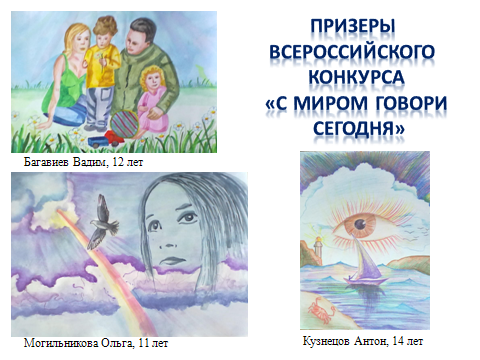 ПРИЗЕРЫ
ВСЕРОССИЙСКОГО
КОНКУРСА
«С МИРОМ ГОВОРИ
СЕГОДНЯ»
Багавиев Вадим, 12 лет
Могильникова Ольга, 11 лет
Кузнецов Антон, 14 лет